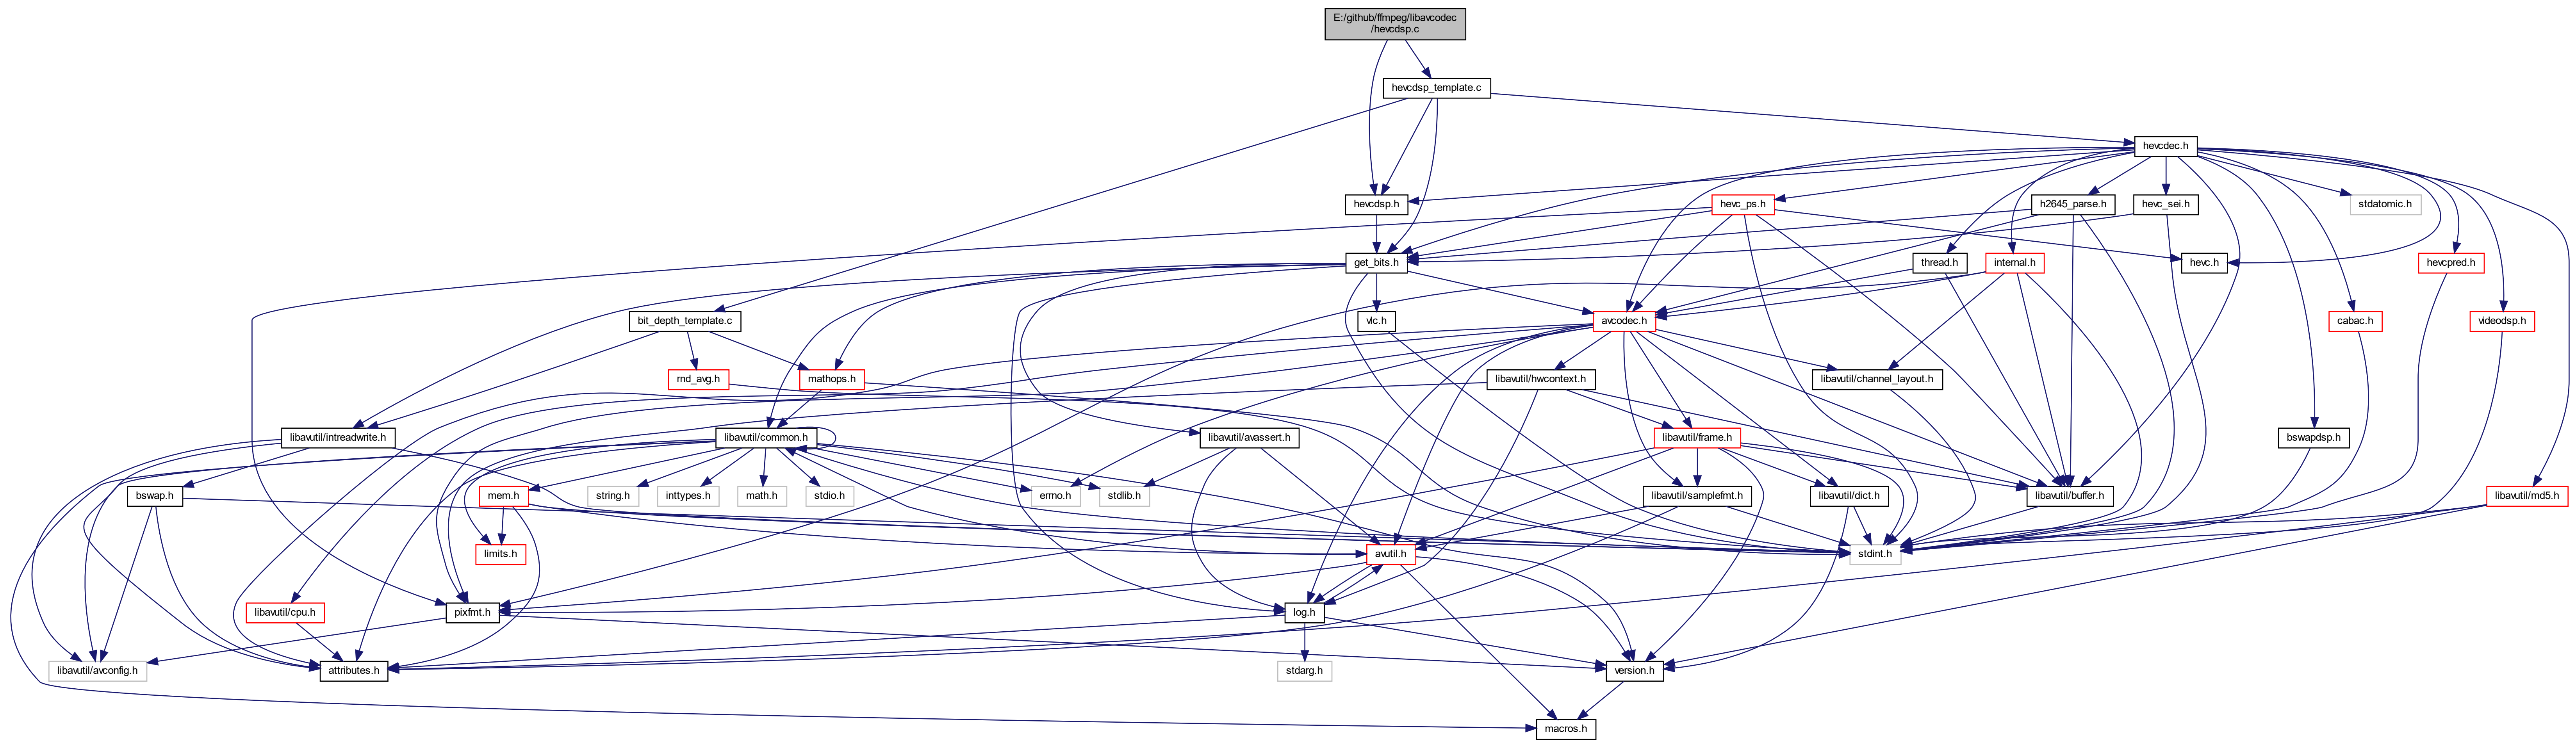 E:/github/ffmpeg/libavcodec
/hevcdsp.c
hevcdsp_template.c
hevcdec.h
hevcdsp.h
hevc_ps.h
h2645_parse.h
hevc_sei.h
stdatomic.h
get_bits.h
thread.h
internal.h
hevc.h
hevcpred.h
bit_depth_template.c
vlc.h
avcodec.h
cabac.h
videodsp.h
rnd_avg.h
mathops.h
libavutil/hwcontext.h
libavutil/channel_layout.h
libavutil/intreadwrite.h
libavutil/common.h
libavutil/avassert.h
libavutil/frame.h
bswapdsp.h
bswap.h
mem.h
string.h
inttypes.h
math.h
stdio.h
errno.h
stdlib.h
libavutil/samplefmt.h
libavutil/dict.h
libavutil/buffer.h
libavutil/md5.h
limits.h
avutil.h
stdint.h
libavutil/cpu.h
pixfmt.h
log.h
libavutil/avconfig.h
attributes.h
stdarg.h
version.h
macros.h